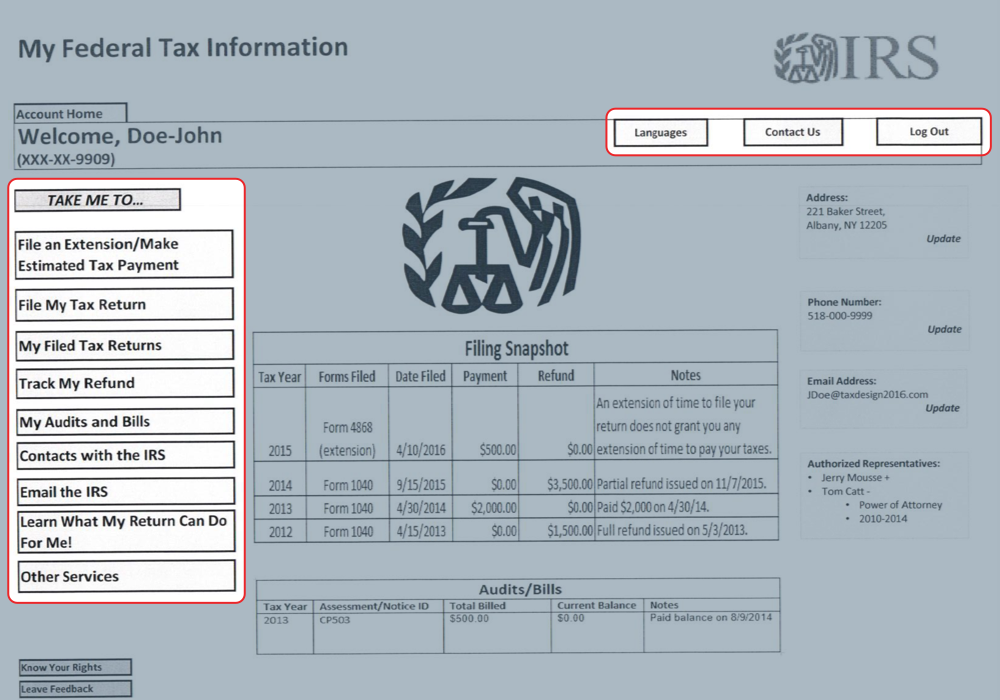 My Federal Tax Information
IRS
Account Home
Welcome, Doe-John
(XXX-XX-9909)
Languages
Contact Us
Log Out
TAKE ME TO...
File an Extension/Make
Estimated Tax Payment
File My Tax Return
My Filed Tax Returns
Track My Refund
My Audits and Bills
Contacts with the IRS
Email the IRS
Learn What My Return Can Do
For Me!
Other Services
Address:
221 Baker Street,
Albany, NY 12205
Update
Phone Number:
518-000-9999
Update
Email Address:
JDoe@taxdesign2016.com
Update
Authorized Representatives:
• Jerry Mousse +
• Tom Catt -
• Power of Attorney
• 2010-2014
Filing Snapshot
Tax Year Forms Filed Date Filed Payment Refund Notes
An extension of time to file your
Form 4868 return does not grant you any
2015 (extension) 4/10/2016 $500.00 $0.00 extension of time to pay your taxes.
2014 Form 1040 9/15/2015 $0.00 $3,500.00 Partial refund issued on 11/7/2015.
2013 Form 1040 4/30/2014 $2,000.00 $0.00 Paid $2,000 on 4/30/14.
2012 Form 1040 4/15/2013 $0.00 $1,500.00 Full refund issued on 5/3/2013.
Audits/Bills
Tax Year Assessment/Notice ID Total Billed Current Balance Notes
2013 CP503 $500.00 $0.00 Paid balance on 8/9/2014
Know Your Rights
Leave Feedback